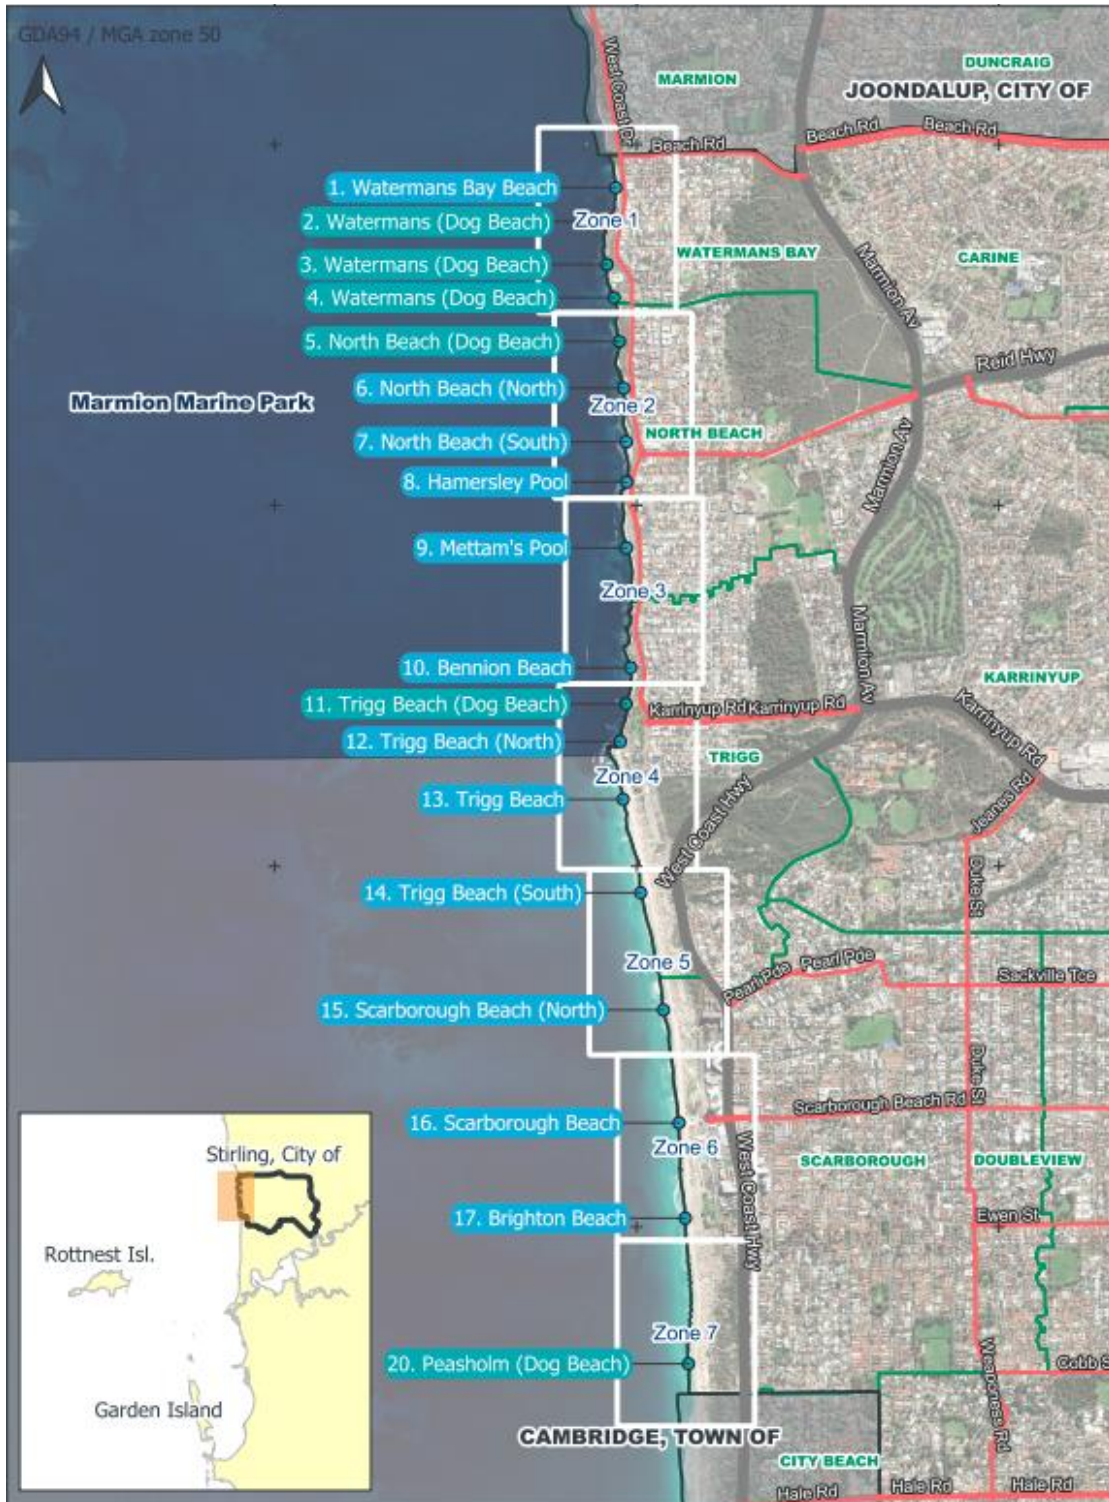 GDA94 / MGA zone 50
West Coast Dr
MARMION
DUNCRAIG
JOONDALUP, CITY OF
Beach Rd
Beach Rd
Beach Rd
1. Watermans Bay Beach
2. Watermans (Dog Beach)
Zone 1
3. Watermans (Dog Beach)
4. Watermans (Dog Beach)
WATERMANS BAY
CARINE
Marmion Av
5. North Beach (Dog Beach)
Reid Hwy
6. North Beach (North)
Marmion Marine Park
Zone 2
7. North Beach (South)
NORTH BEACH
Marmion Av
8. Hamersley Pool
9. Mettam's Pool
Zone 3
Marmion Av
10. Bennion Beach
KARRINYUP
11. Trigg Beach (Dog Beach)
Karrinyup Rd
Karrinyup Rd
Karrinyup Rd
12. Trigg Beach (North)
TRIGG
Zone 4
13. Trigg Beach
West Coast Hwy
Jeanes Rd
14. Trigg Beach (South)
Duke St
Zone 5
Pearl Pde
Pearl Pde
Sackville Tce
15. Scarborough Beach (North)
Duke St
16. Scarborough Beach
Scarborough Beach Rd
Zone 6
West Coast Hwy
SCARBOROUGH
DOUBLEVIEW
17. Brighton Beach
Ewen St
Stirling, City of
Rottnest Isl.
Garden Island
Zone 7
20. Peasholm (Dog Beach)
Cobb S
Weaponess Rd
CAMBRIDGE, TOWN OF
CITY BEACH
Hale Rd
Hale Rd
Hale Rd